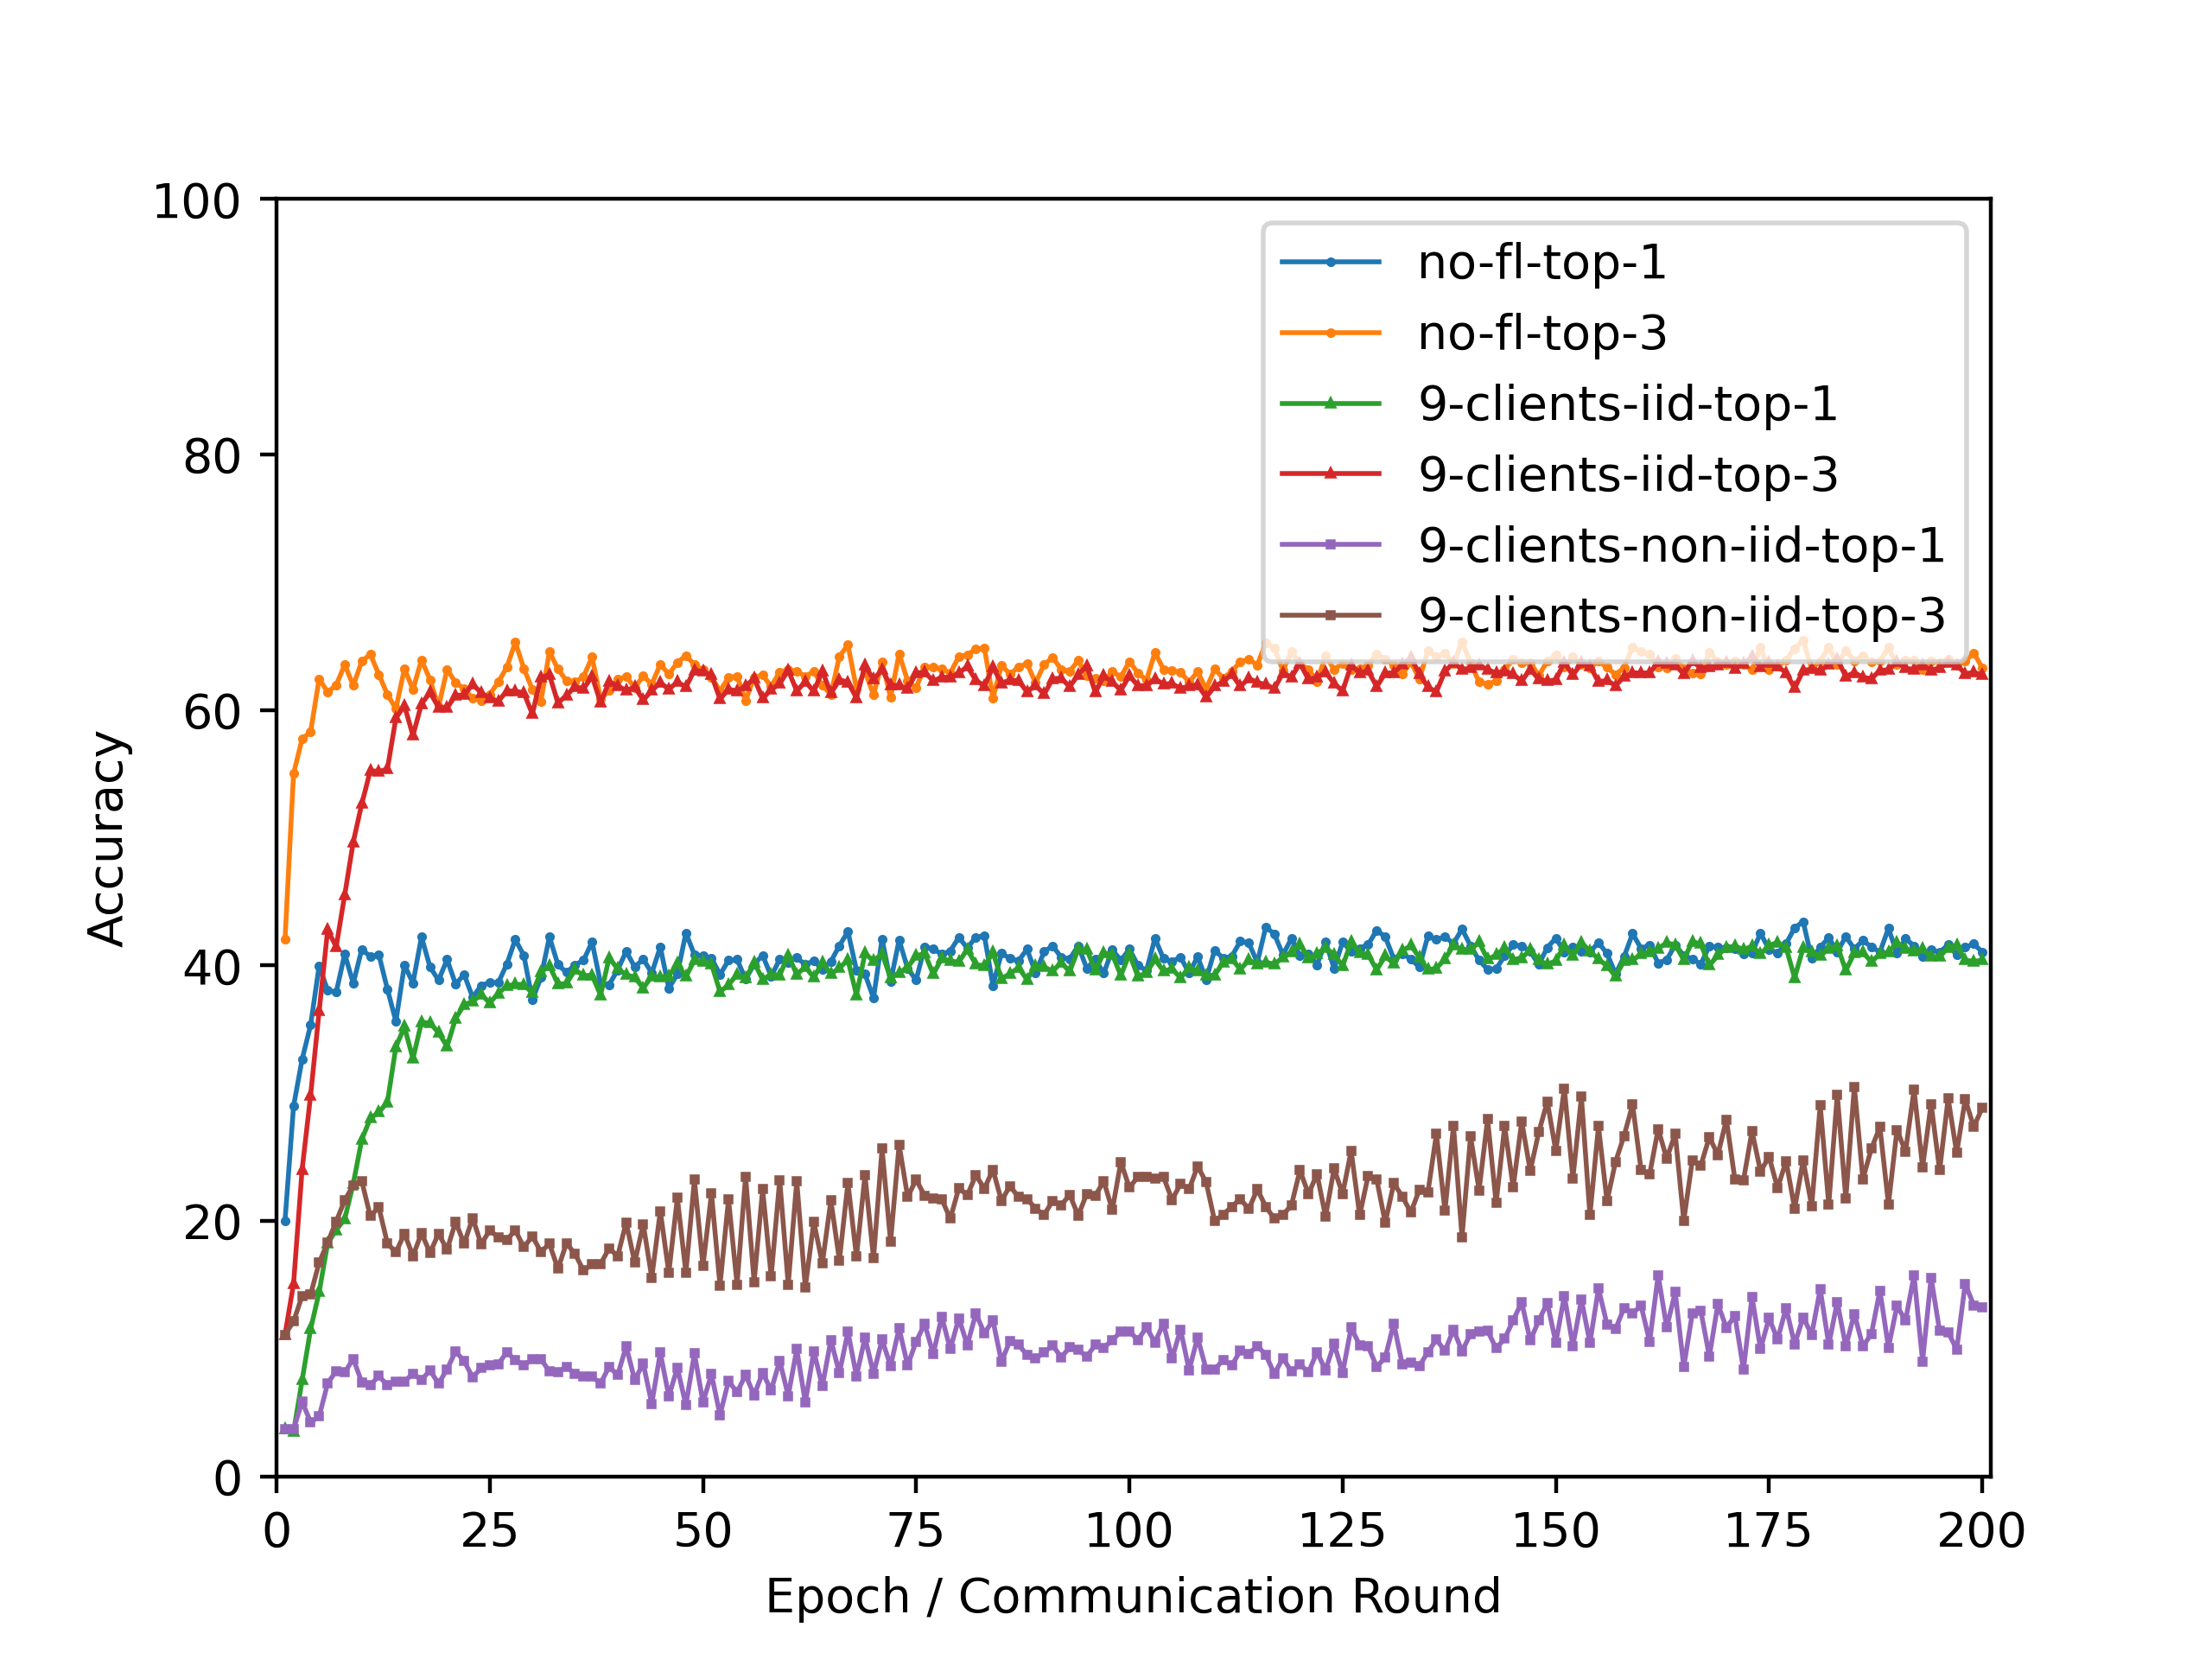 100
80
60
40
20
0
Accuracy
no-fl-top-1
no-fl-top-3
9-clients-iid-top-1
9-clients-iid-top-3
9-clients-non-iid-top-1
9-clients-non-iid-top-3
0 25 50 75 100 125 150 175 200
Epoch / Communication Round